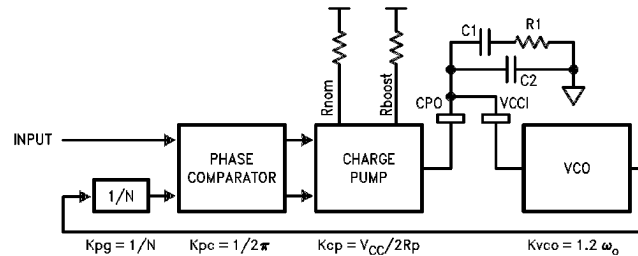 C1
R1
C2
Rnom
Rboost
CPO
VCCI
INPUT
PHASE
COMPARATOR
CHARGE
PUMP
VCO
1/N
Kpg = 1/N
Kpc = 1/2π
Kcp = VCC/2Rp
Kvco = 1.2 ωo